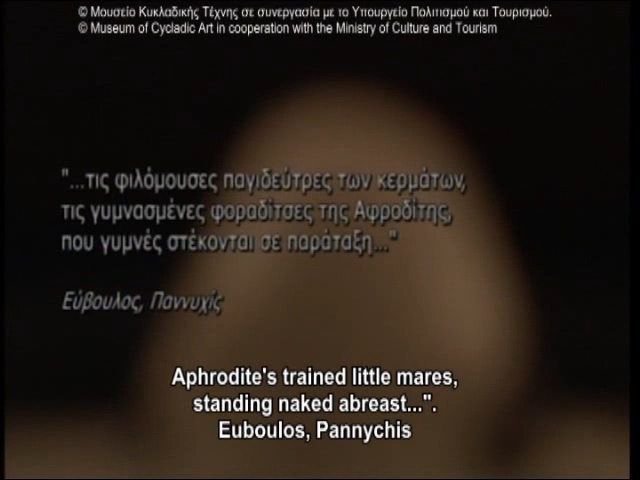 © Μουσείο Κυκλαδικής Τέχνης σε συνεργασία με το Υπουργείο Πολιτισμού και Τουρισμού.
© Museum of Cycladic Art in cooperation with the Ministry of Culture and Tourism
"...τις φιλόμουσες παγιδεύτρες των κερμάτων,
τις γυμνασμένες φοραδίτσες της Αφροδίτης,
που γυμνές στέκονται σε παράταξη..."
Εύβουλος, Παννυχίς
Aphrodite's trained little mares,
standing naked abreast...".
Euboulos, Pannychis